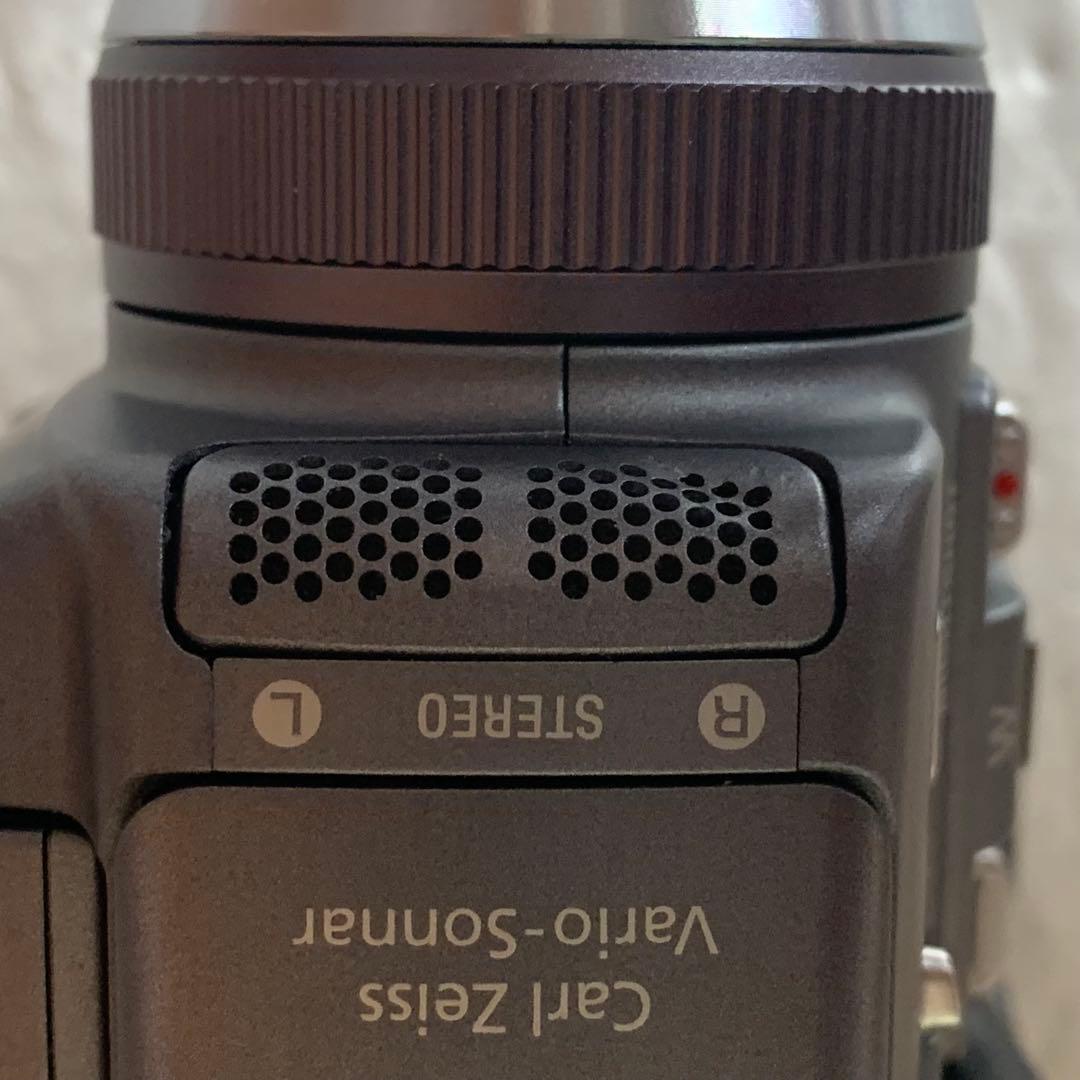 Carl Zeiss
Vario-Sonnar
R STEREO L